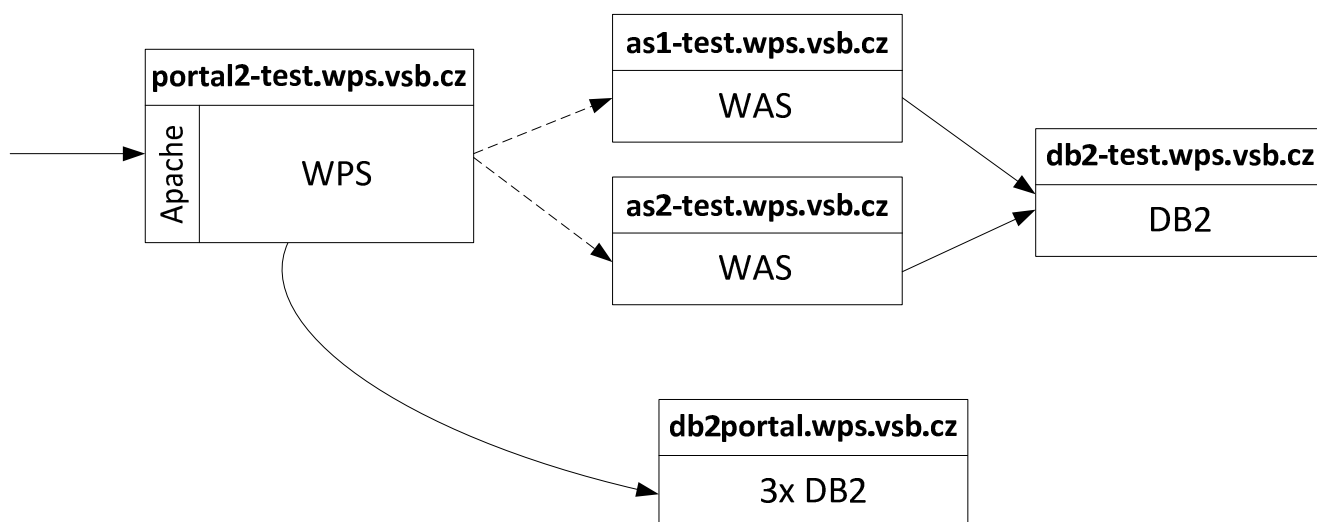 portal2-test.wps.vsb.cz
Apache
WPS
as1-test.wps.vsb.cz
WAS
as2-test.wps.vsb.cz
WAS
db2-test.wps.vsb.cz
DB2
db2portal.wps.vsb.cz
3x DB2